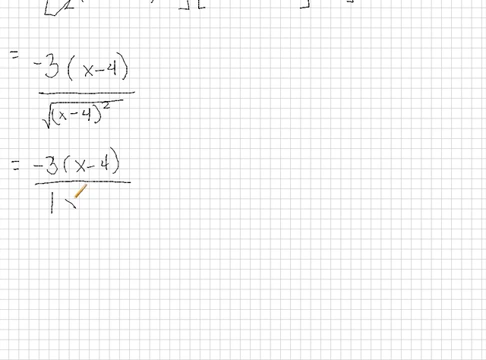 = -3(x-4)
√(x-4)²
= -3(x-4)
|x